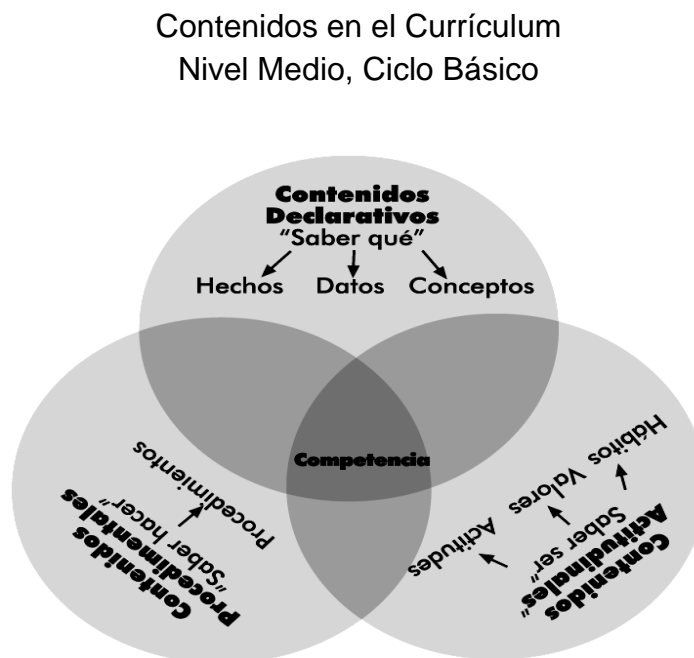 Contenidos en el Currículum
Nivel Medio, Ciclo Básico
Contenidos
Declarativos
“Saber qué”
Hechos Datos Conceptos
Competencia
Contenidos
Procedimentales
“Saber hacer”
Procedimientos
Contenidos
Actitudinales”
Saber ser”
Actitudes Valores Hábitos